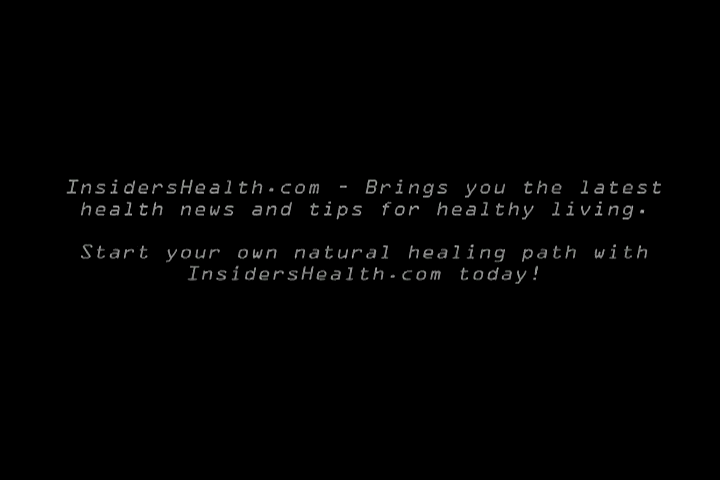 InsidersHealth.com - Brings you the latest
health news and tips for healthy living.
Start your own natural healing path with
InsidersHealth.com today!